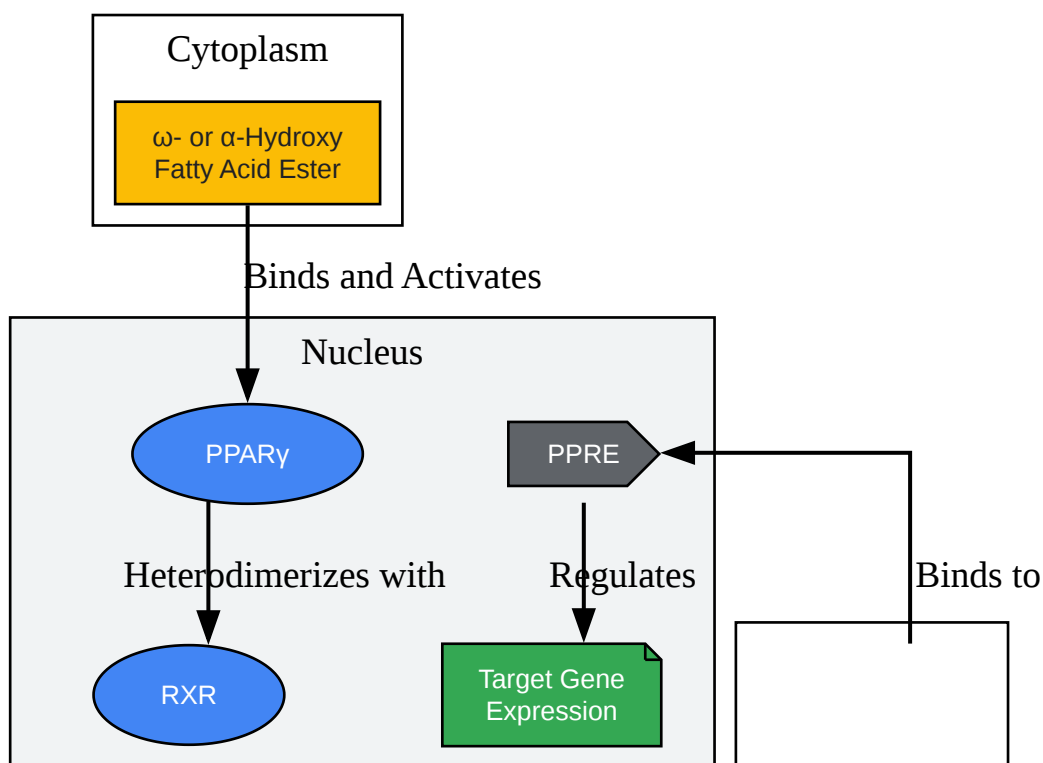 Cytoplasm
ω- or α-Hydroxy
Fatty Acid Ester
Binds and Activates
Nucleus
PPARγ
PPRE
Heterodimerizes with
Regulates
Binds to
RXR
Target Gene
Expression